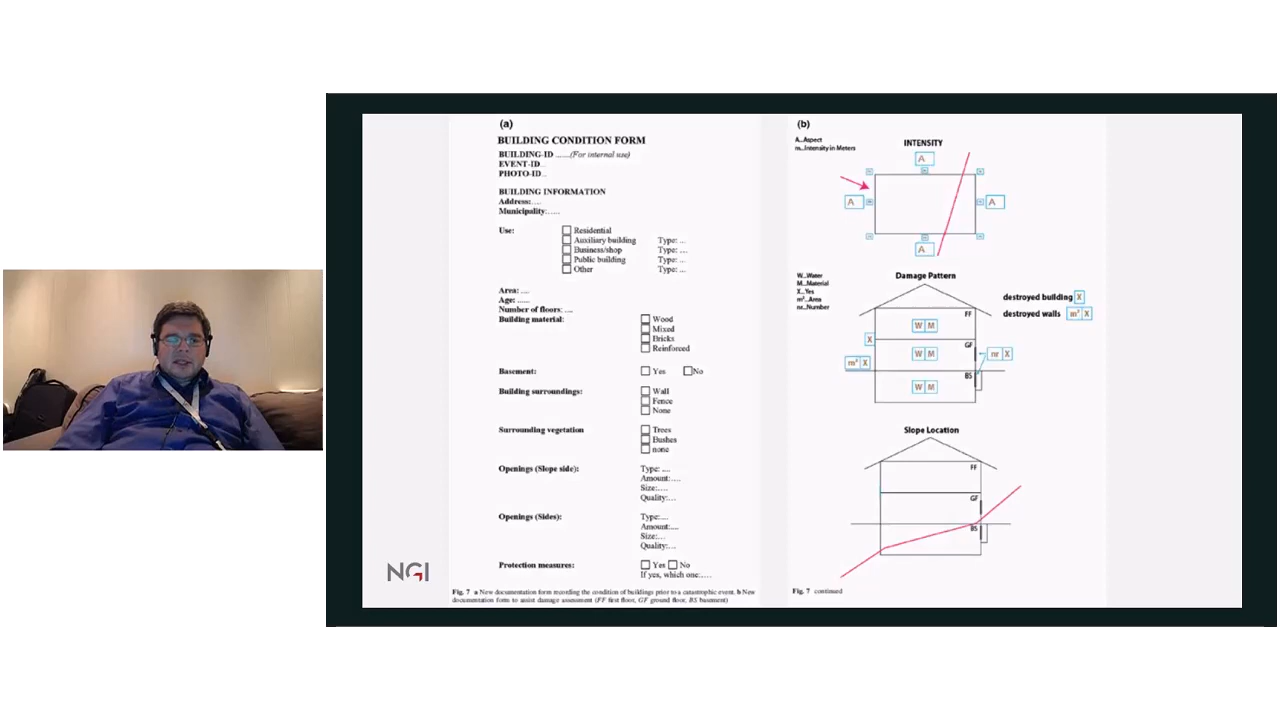 (a)
BUILDING CONDITION FORM
BUILDING-ID ......(For internal use)
EVENT-ID...
PHOTO-ID...
BUILDING INFORMATION
Address:....
Municipality:.....
Use:
Residential
Auxiliary building Type: ...
Business/shop Type: ...
Public building Type: ...
Other Type: ...
Area: ....
Age: ......
Number of floors: ....
Building material:
Wood
Mixed
Bricks
Reinforced
Basement: Yes No
Building surroundings:
Wall
Fence
None
Surrounding vegetation
Trees
Bushes
none
Openings (Slope side):
Type: ....
Amount:....
Size:....
Quality:...
Openings (Sides):
Type:....
Amount:....
Size:...
Quality:...
Protection measures: Yes No
If yes, which one:.....
Fig. 7 a New documentation form recording the condition of buildings prior to a catastrophic event. b New
documentation form to assist damage assessment (FF first floor, GF ground floor, BS basement)
(b)
A...Aspect
m...Intensity in Meters
INTENSITY
A
A
A
A
W...Water
M...Material
X...Yes
m²...Area
nr...Number
Damage Pattern
destroyed building X
destroyed walls m² X
FF
W M
X
GF
W M
nr X
m² X
BS
W M
Slope Location
FF
GF
BS
Fig. 7 continued
NGI